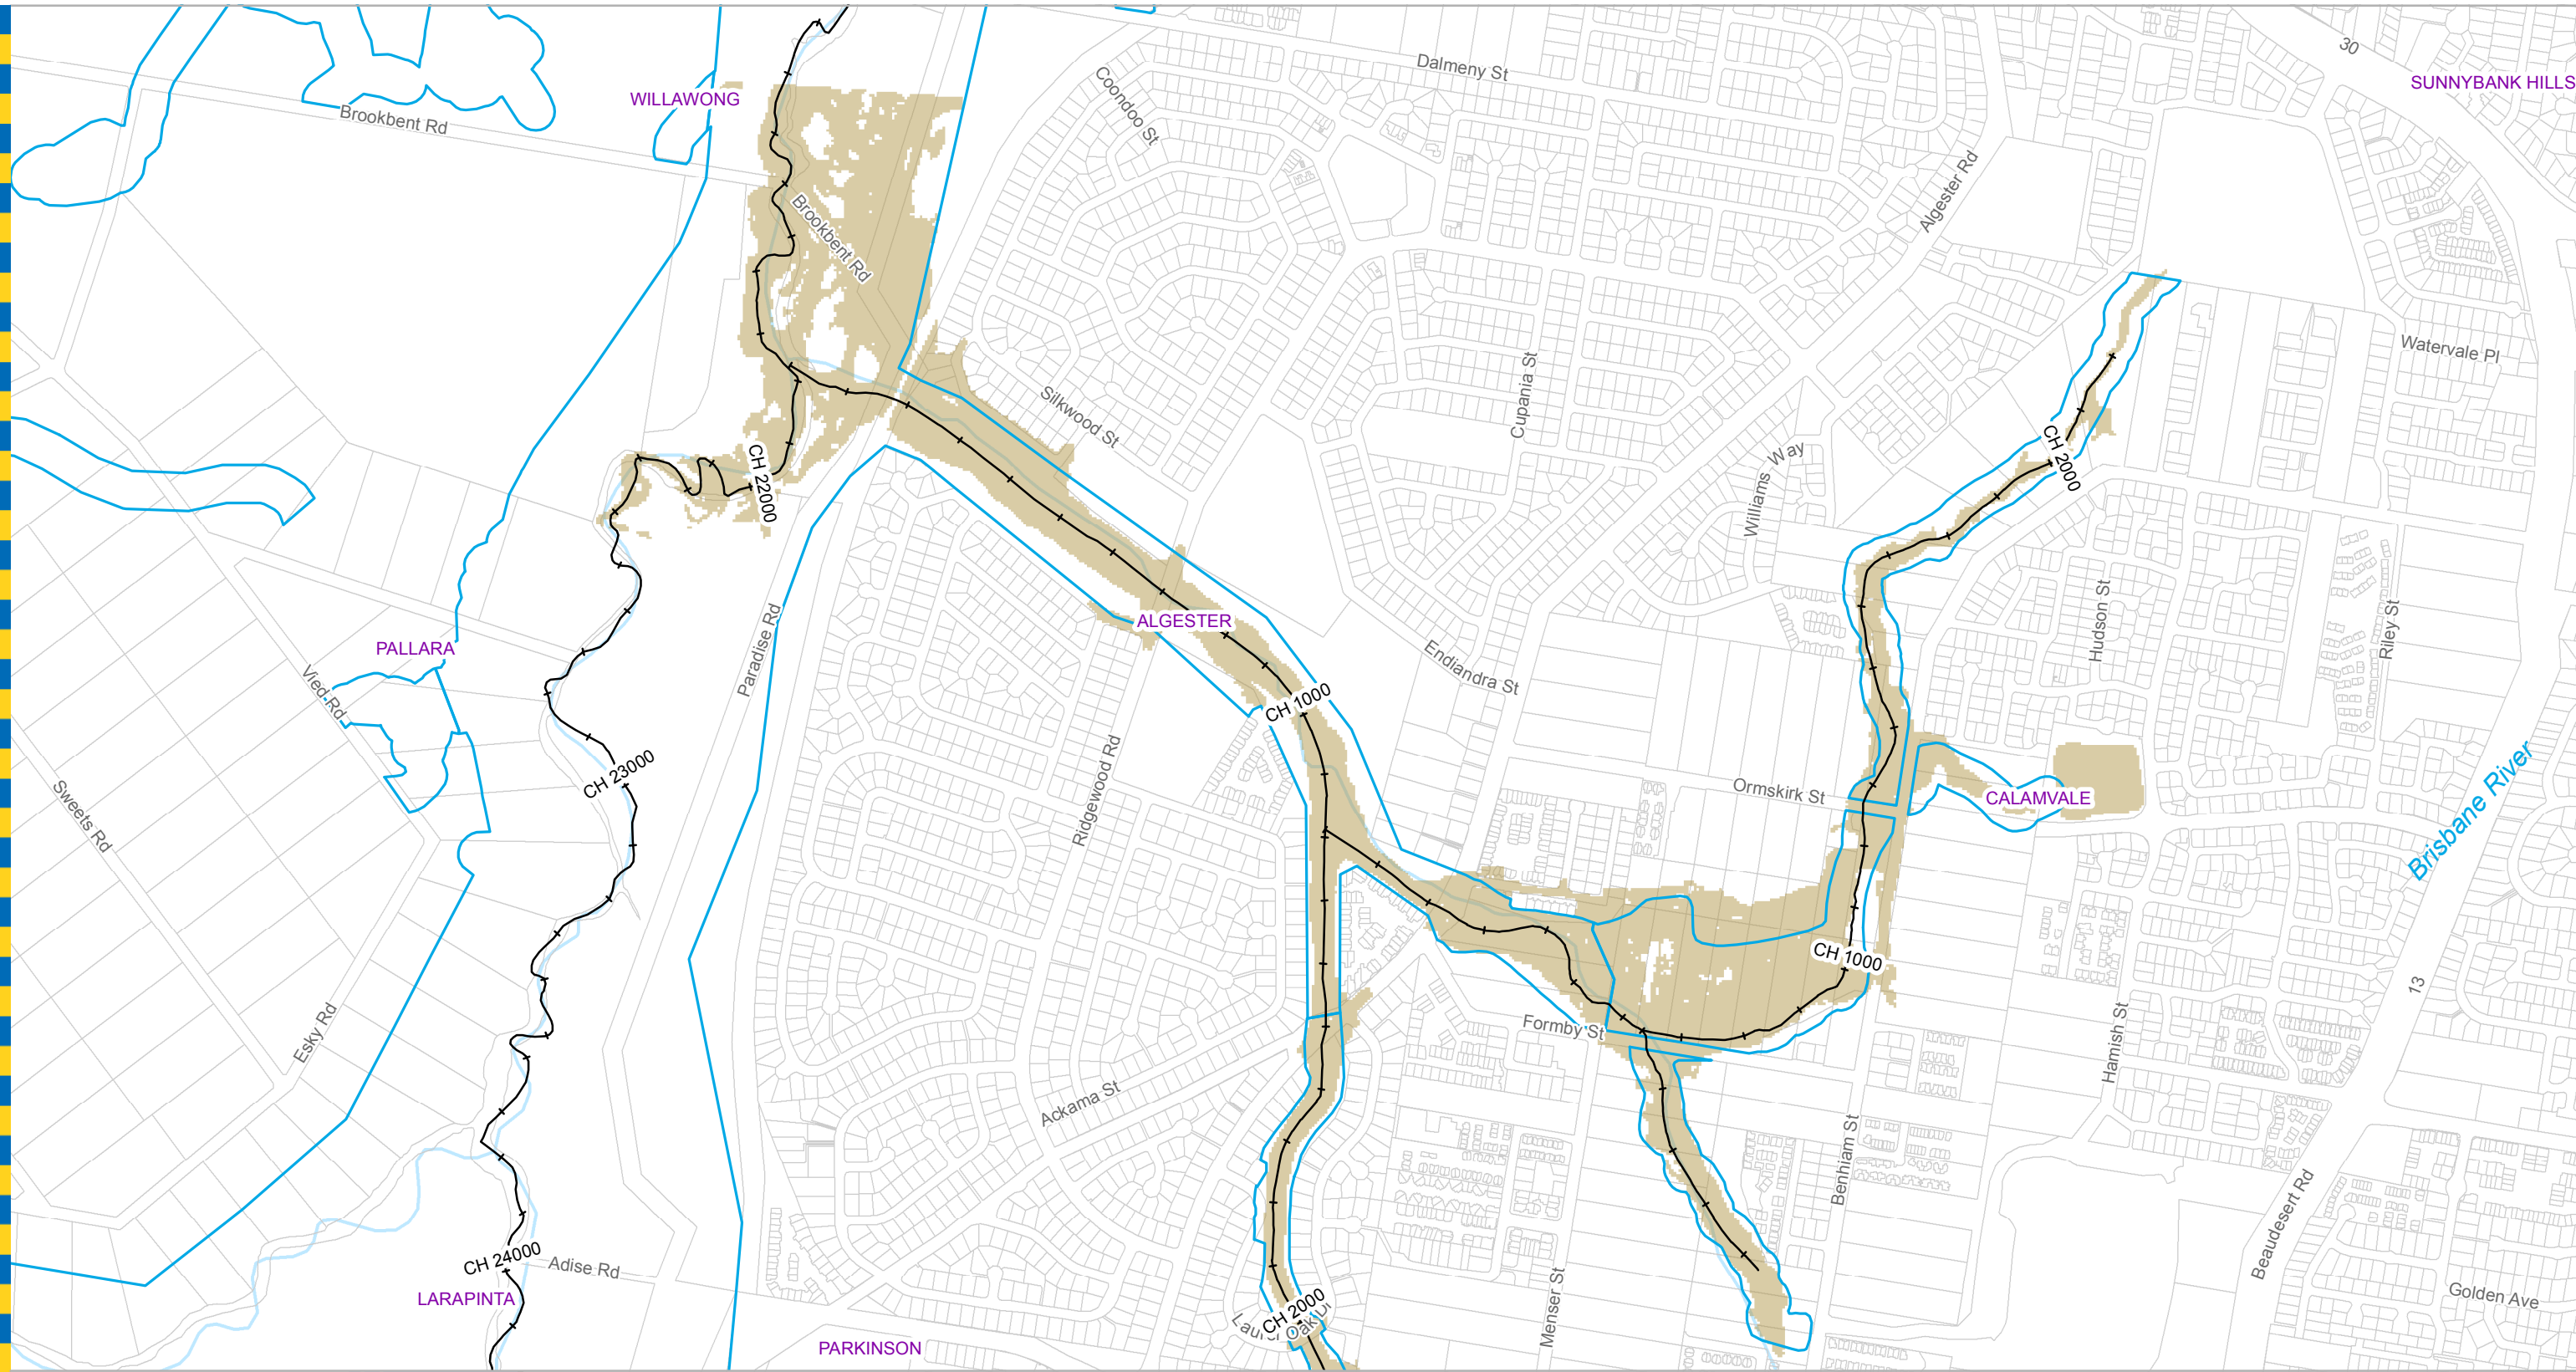 30
SUNNYBANK HILLS
Dalmeny St
WILLAWONG
Coondoo St
Brookbent Rd
Algester Rd
Brookbent Rd
Watervale Pl
Silkwood St
Cupania St
CH 22000
CH 2000
Williams Way
ALGESTER
Hudson St
Riley St
PALLARA
Endiandra St
Paradise Rd
Vied Rd
CH 1000
CH 23000
Ridgewood Rd
Ormskirk St
CALAMVALE
Brisbane River
Sweets Rd
CH 1000
13
Esky Rd
Formby St
Hamish St
Ackama St
Benhiam St
Beaudesert Rd
CH 24000
Adise Rd
LARAPINTA
CH 2000
Laurel Oak Dr
Menser St
Golden Ave
PARKINSON